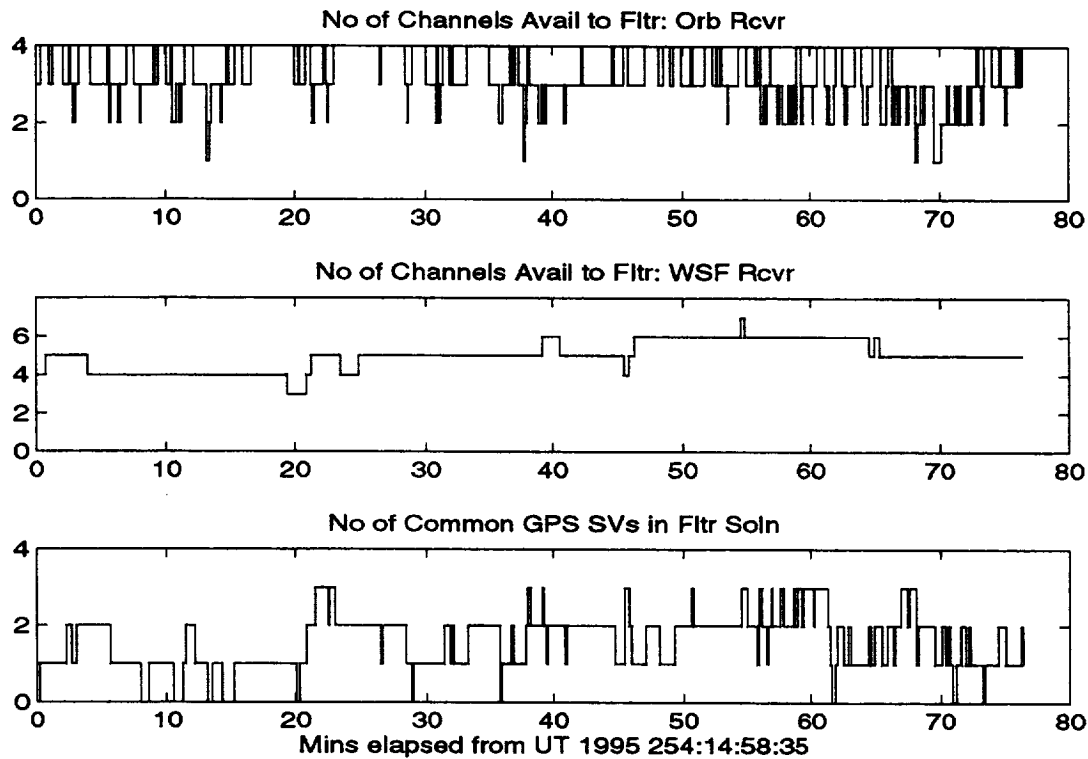 No of Channels Avail to Fltr: Orb Rcvr
4
2
0
0 10 20 30 40 50 60 70 80
No of Channels Avail to Fltr: WSF Rcvr
6
4
2
0
0 10 20 30 40 50 60 70 80
No of Common GPS SVs in Fltr Soln
4
2
0
0 10 20 30 40 50 60 70 80
Mins elapsed from UT 1995 254:14:58:35